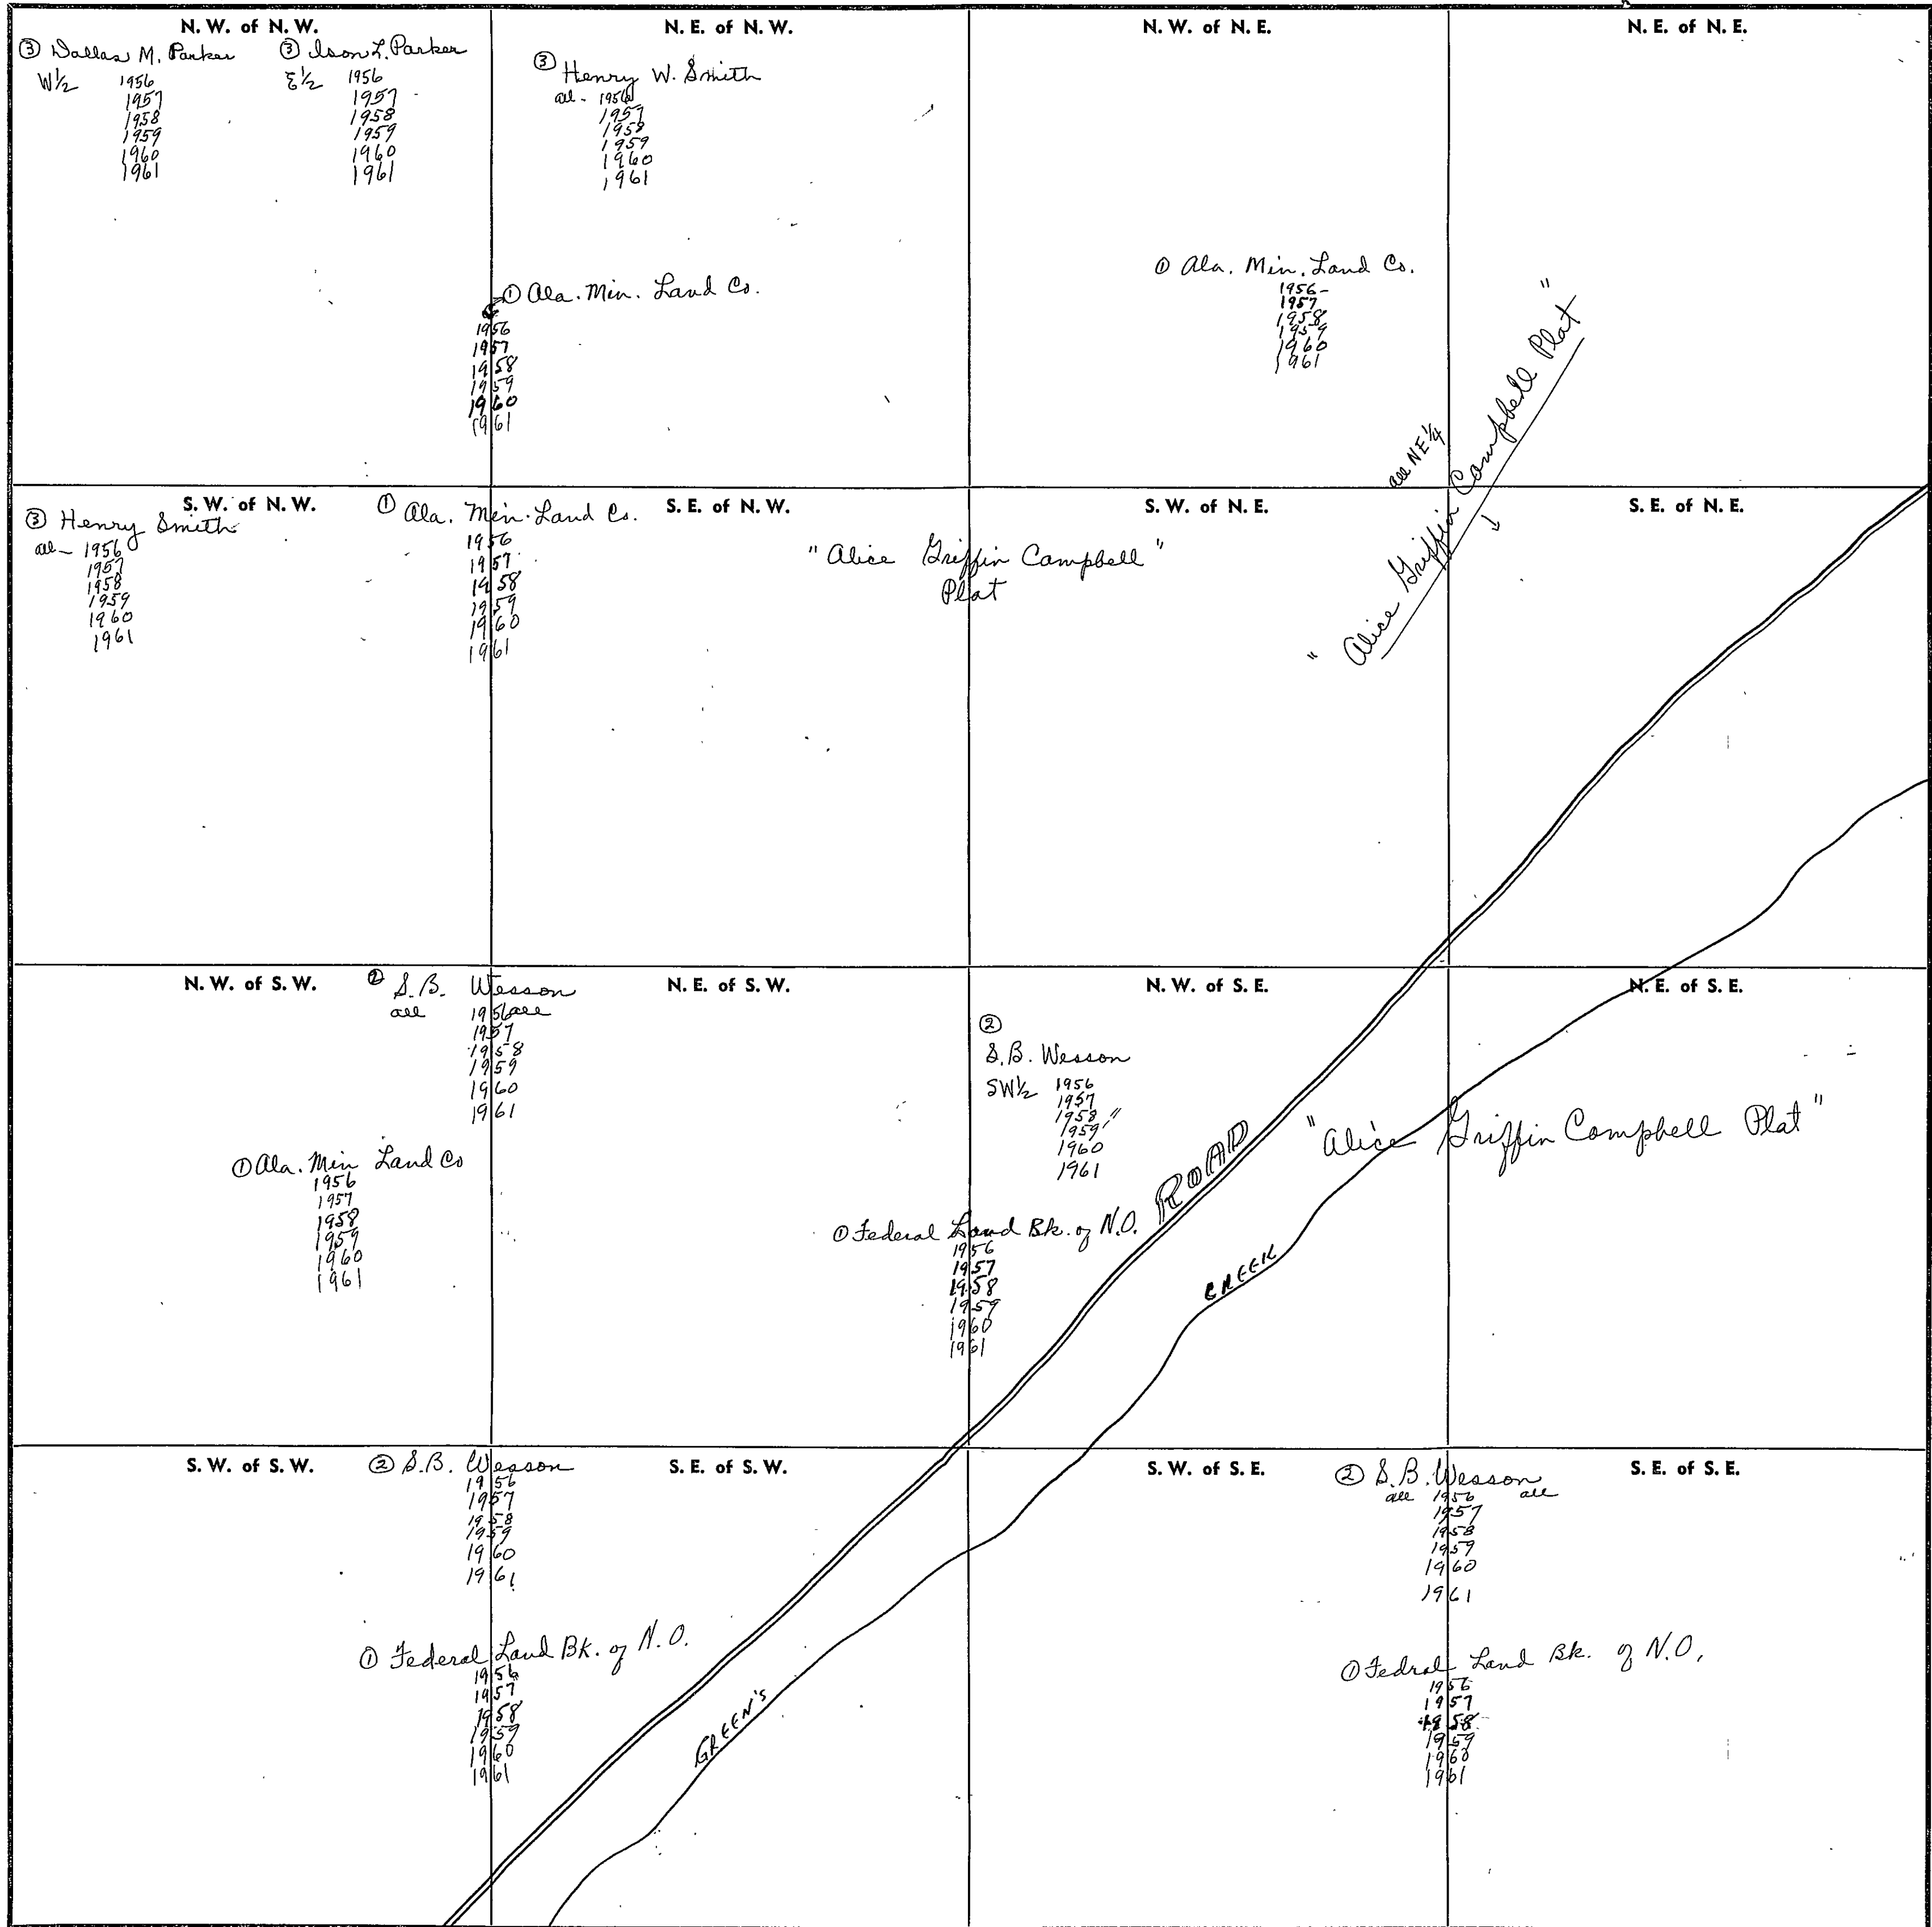 N. W. of N. W.
③ Dallas M. Parker
W½ 1956
1957
1958
1959
1960
1961
③ Ison L. Parker
E½ 1956
1957
1958
1959
1960
1961
N. E. of N. W.
③ Henry W. Smith
all - 1956
1957
1958
1959
1960
1961
① Ala. Min. Land Co.
1956
1957
1958
1959
1960
1961
N. W. of N. E.
① Ala. Min. Land Co.
1956 -
1957
1958
1959
1960
1961
N. E. of N. E.
all NE ¼
" Alice Griffin Campbell Plat "
S. W. of N. W.
③ Henry Smith
all - 1956
1957
1958
1959
1960
1961
① Ala. Min. Land Co.
1956
1957
1958
1959
1960
1961
S. E. of N. W.
" Alice Griffin Campbell "
Plat
S. W. of N. E.
S. E. of N. E.
N. W. of S. W.
② S.B. Wesson
all 1956 all
1957
1958
1959
1960
1961
① Ala. Min Land Co
1956
1957
1958
1959
1960
1961
N. E. of S. W.
N. W. of S. E.
②
S.B. Wesson
SW½ 1956
1957
1958 "
1959 "
1960
1961
① Federal Land Bk. of N.O.
1956
1957
1958
1959
1960
1961
ROAD
CREEK
N. E. of S. E.
"Alice Griffin Campbell Plat"
S. W. of S. W.
② S.B. Wesson
1956
1957
1958
1959
1960
1961
① Federal Land Bk. of N.O.
1956
1957
1958
1959
1960
1961
S. E. of S. W.
GREEN'S
S. W. of S. E.
② S.B. Wesson
all 1956 all
1957
1958
1959
1960
1961
① Fedral Land Bk. of N.O,
1956
1957
1958
1959
1960
1961
S. E. of S. E.